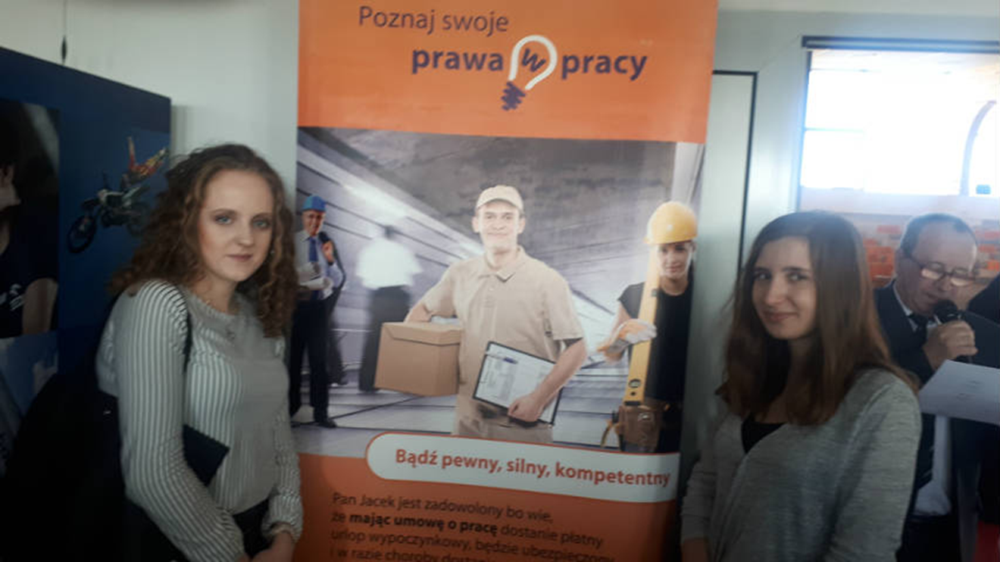 Poznaj swoje
prawa w pracy
Bądź pewny, silny, kompetentny
Pan Jacek jest zadowolony bo wie,
że mając umowę o pracę dostanie płatny
urlop wypoczynkowy, będzie ubezpieczony
i w razie choroby